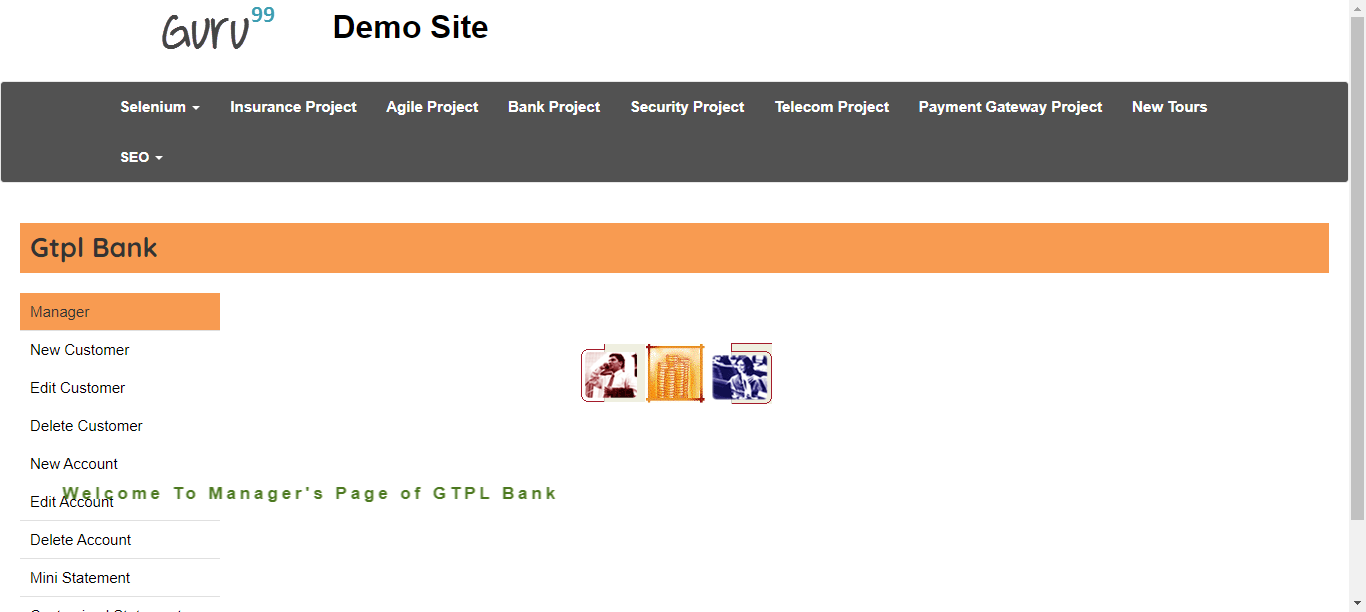 Guru99 Demo Site
Selenium Insurance Project Agile Project Bank Project Security Project Telecom Project Payment Gateway Project New Tours
SEO
Gtpl Bank
Manager
New Customer
Edit Customer
Delete Customer
New Account
Welcome To Manager's Page of GTPL Bank
Edit Account
Delete Account
Mini Statement